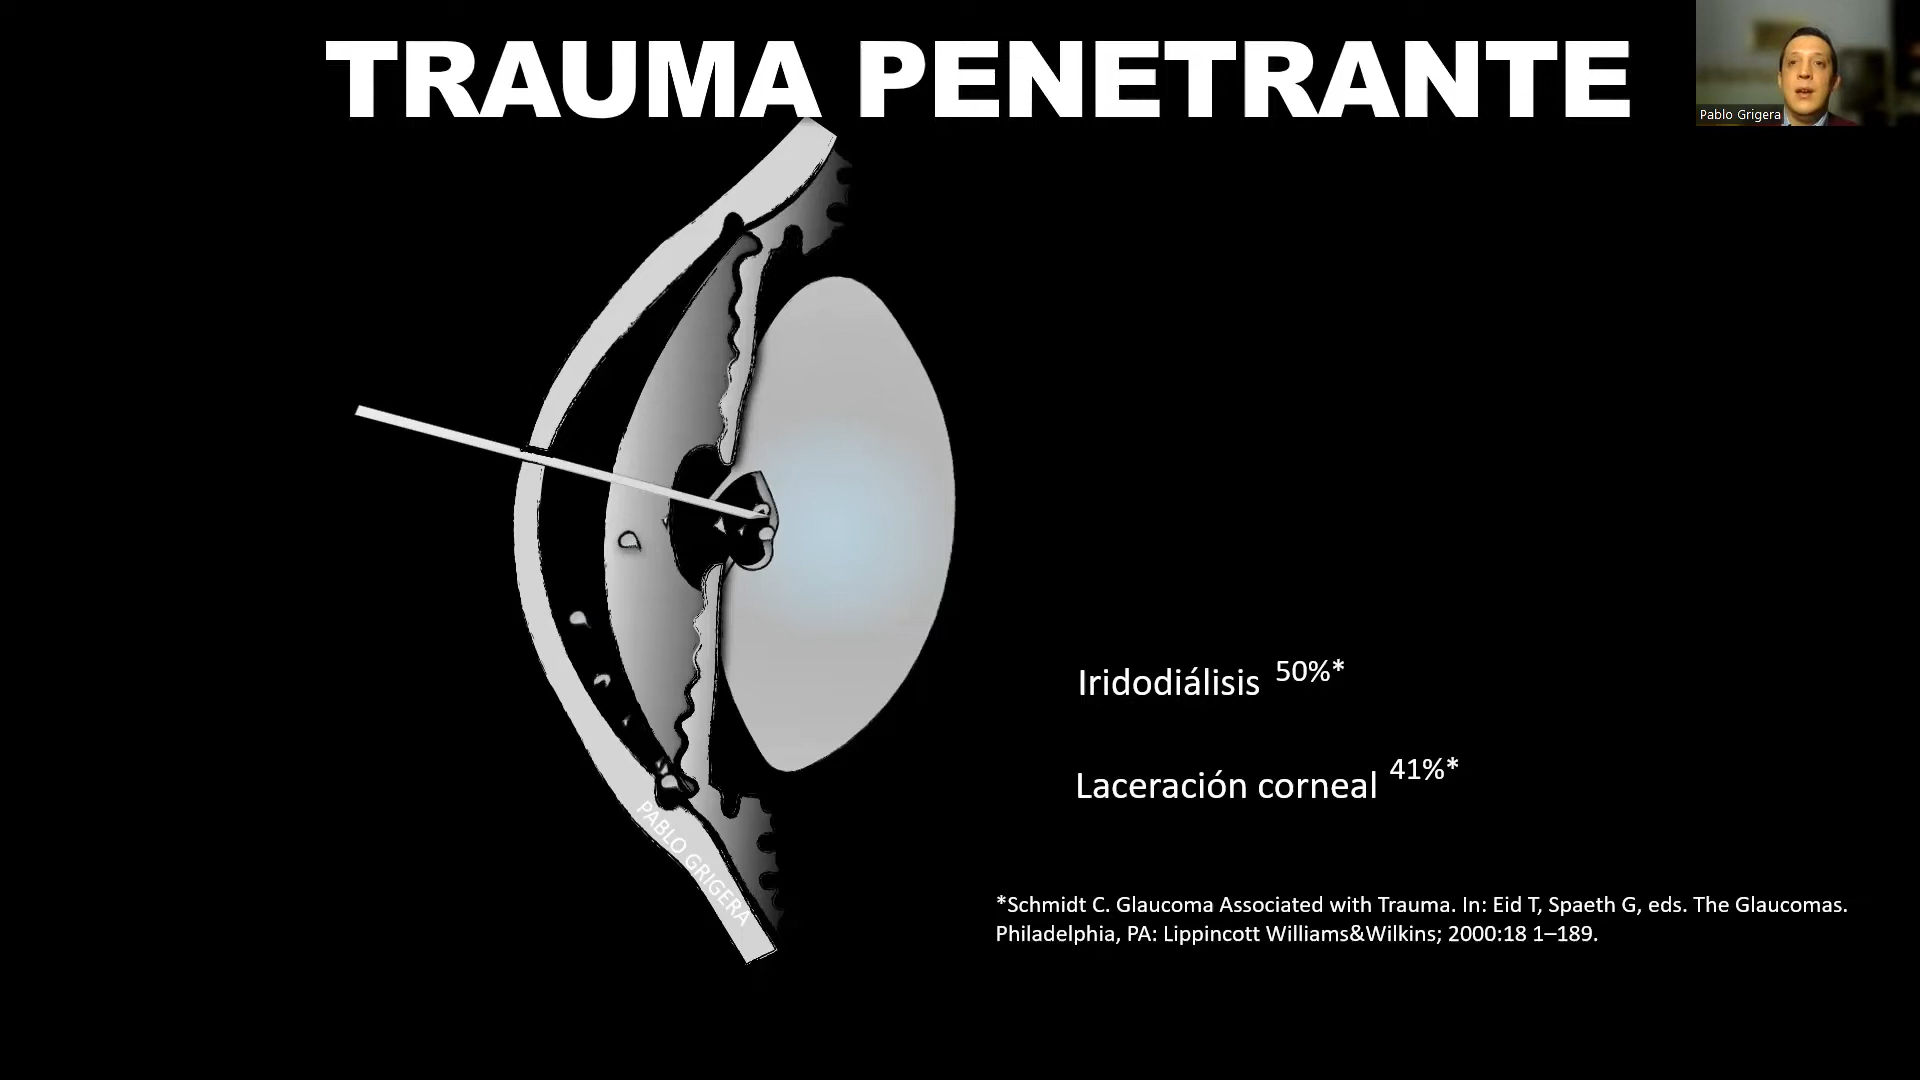 TRAUMA PENETRANTE
Pablo Grigera
Iridodiálisis 50%*
Laceración corneal 41%*
PABLO GRIGERA
*Schmidt C. Glaucoma Associated with Trauma. In: Eid T, Spaeth G, eds. The Glaucomas.
Philadelphia, PA: Lippincott Williams&Wilkins; 2000:18 1–189.